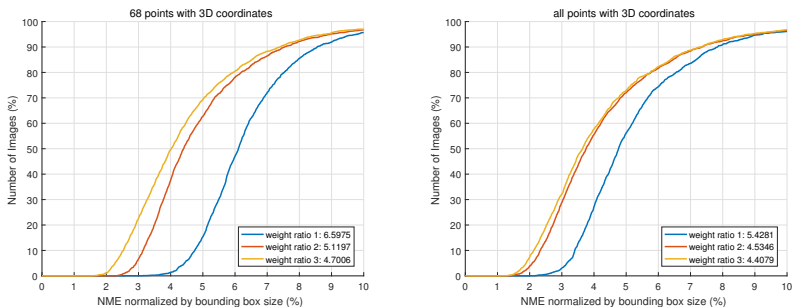 68 points with 3D coordinates
100
90
80
70
60
50
40
30
20
10
0
Number of Images (%)
0 1 2 3 4 5 6 7 8 9 10
NME normalized by bounding box size (%)
weight ratio 1: 6.5975
weight ratio 2: 5.1197
weight ratio 3: 4.7006
all points with 3D coordinates
100
90
80
70
60
50
40
30
20
10
0
Number of Images (%)
0 1 2 3 4 5 6 7 8 9 10
NME normalized by bounding box size (%)
weight ratio 1: 5.4281
weight ratio 2: 4.5346
weight ratio 3: 4.4079